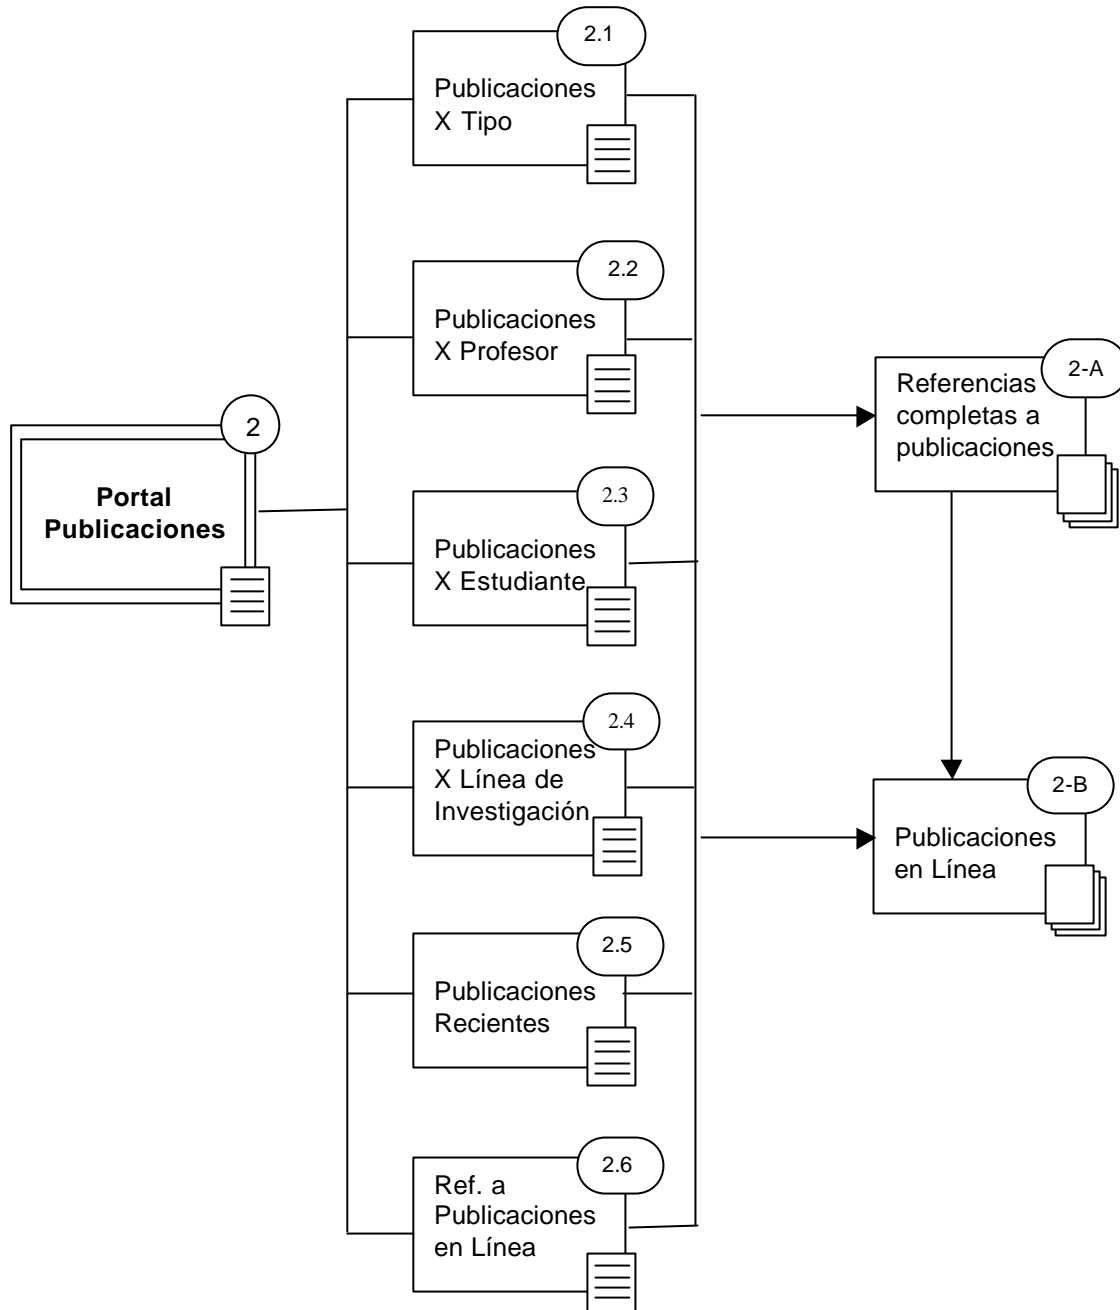 2.1
Publicaciones
X Tipo
2.2
Publicaciones
X Profesor
2-A
Referencias
completas a
publicaciones
2
Portal
Publicaciones
2.3
Publicaciones
X Estudiante
2.4
Publicaciones
X Línea de
Investigación
2-B
Publicaciones
en Línea
2.5
Publicaciones
Recientes
2.6
Ref. a
Publicaciones
en Línea